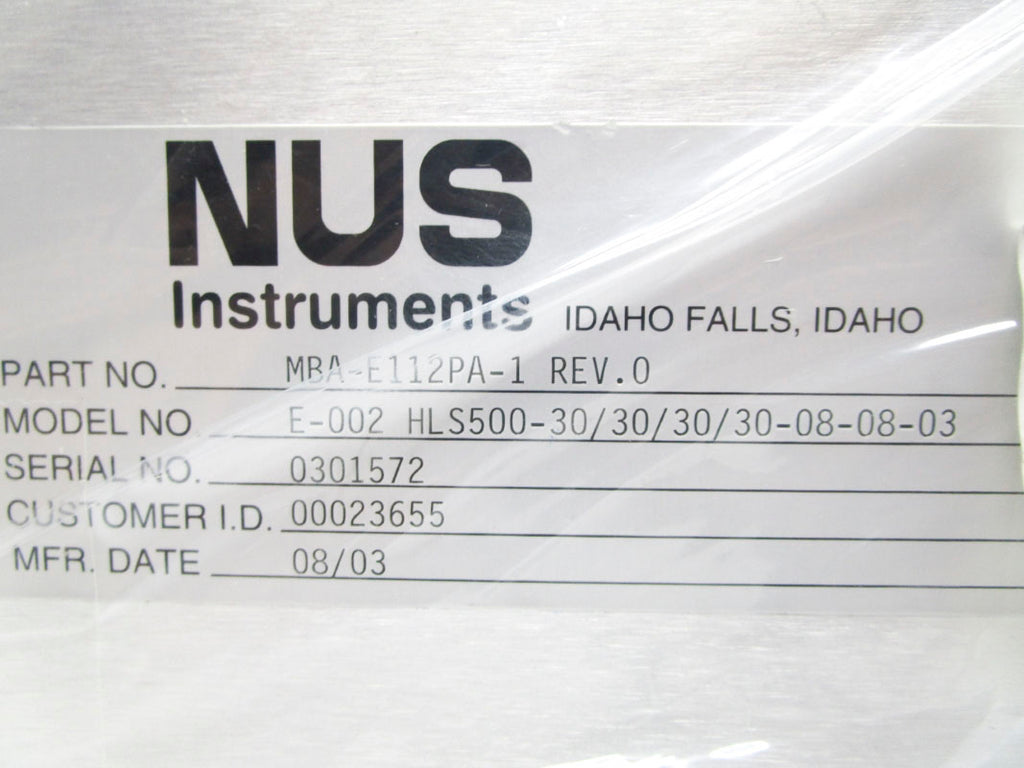 NUS
Instruments IDAHO FALLS, IDAHO
PART NO. MBA-E112PA-1 REV.0
MODEL NO. E-002 HLS500-30/30/30/30-08-08-03
SERIAL NO. 0301572
CUSTOMER I.D. 00023655
MFR. DATE 08/03